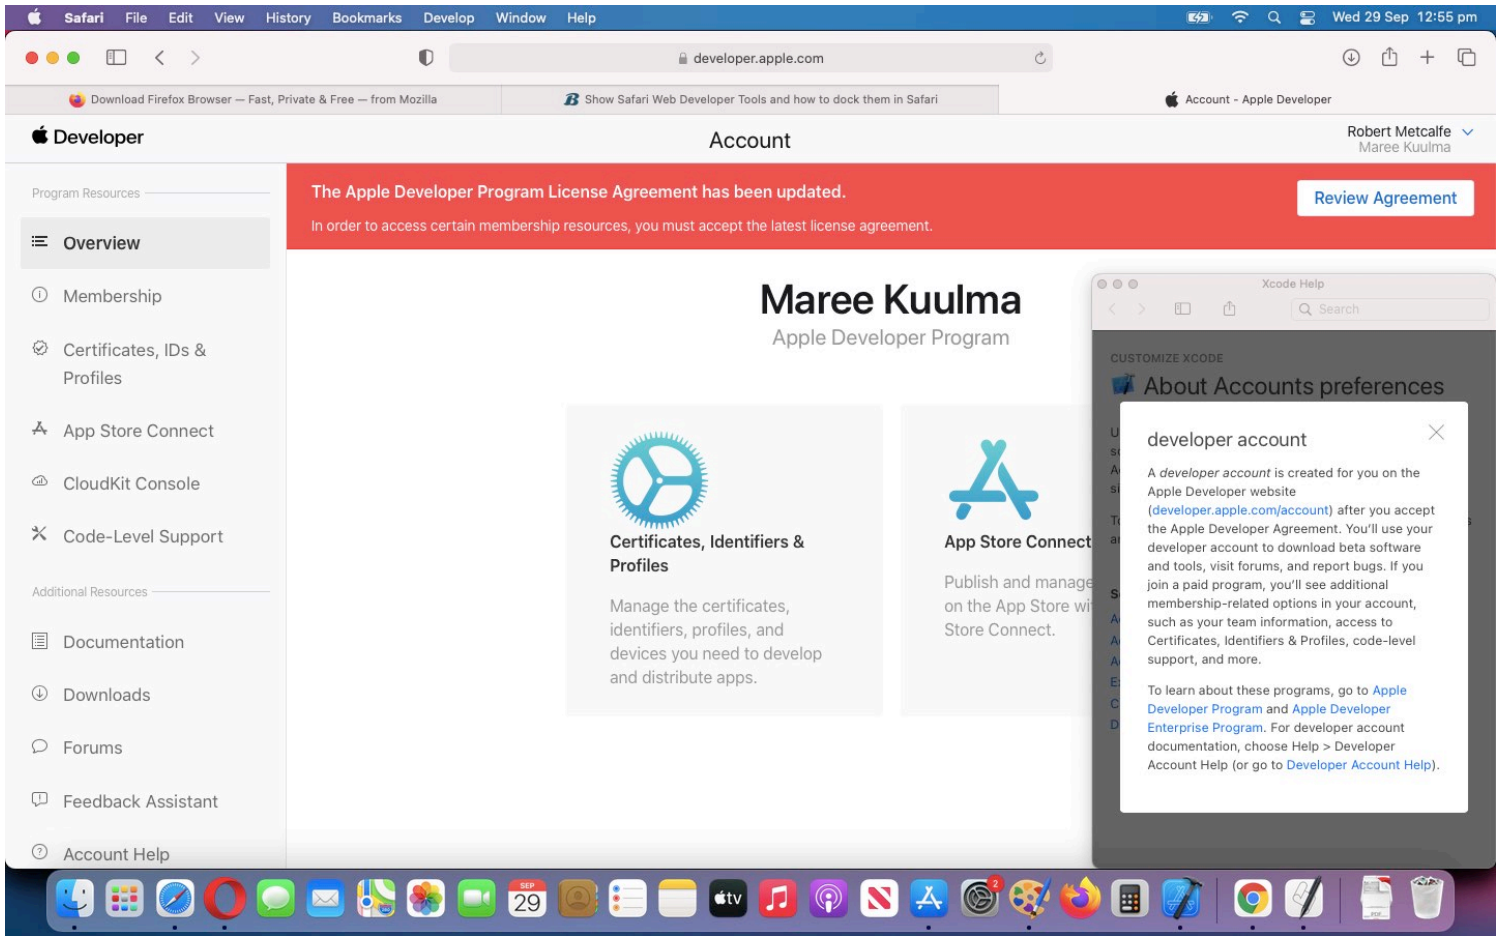 Safari File Edit View History Bookmarks Develop Window Help Wed 29 Sep 12:55 pm
developer.apple.com
Download Firefox Browser — Fast, Private & Free — from Mozilla
Show Safari Web Developer Tools and how to dock them in Safari
Account - Apple Developer
Developer
Account
Robert Metcalfe
Maree Kuulma
Program Resources
Overview
Membership
Certificates, IDs &
Profiles
App Store Connect
CloudKit Console
Code-Level Support
Additional Resources
Documentation
Downloads
Forums
Feedback Assistant
Account Help
The Apple Developer Program License Agreement has been updated.
In order to access certain membership resources, you must accept the latest license agreement.
Review Agreement
Maree Kuulma
Apple Developer Program
Certificates, Identifiers &
Profiles
Manage the certificates,
identifiers, profiles, and
devices you need to develop
and distribute apps.
App Store Connect
Publish and manage
on the App Store wi
Store Connect.
Xcode Help
Search
CUSTOMIZE XCODE
About Accounts preferences
developer account
A developer account is created for you on the
Apple Developer website
(developer.apple.com/account) after you accept
the Apple Developer Agreement. You'll use your
developer account to download beta software
and tools, visit forums, and report bugs. If you
join a paid program, you'll see additional
membership-related options in your account,
such as your team information, access to
Certificates, Identifiers & Profiles, code-level
support, and more.
To learn about these programs, go to Apple
Developer Program and Apple Developer
Enterprise Program. For developer account
documentation, choose Help > Developer
Account Help (or go to Developer Account Help).
SEP
29
tv
2